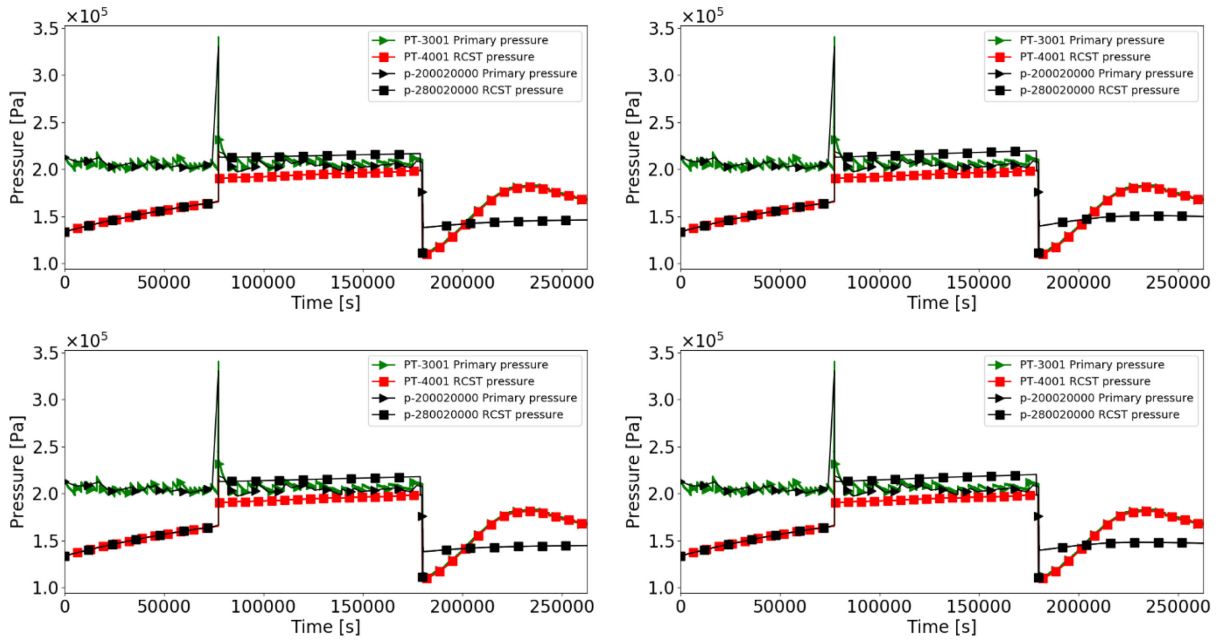 ×10⁵
3.5
3.0
2.5
2.0
1.5
1.0
Pressure [Pa]
PT-3001 Primary pressure
PT-4001 RCST pressure
p-200020000 Primary pressure
p-280020000 RCST pressure
0 50000 100000 150000 200000 250000
Time [s]
×10⁵
3.5
3.0
2.5
2.0
1.5
1.0
Pressure [Pa]
PT-3001 Primary pressure
PT-4001 RCST pressure
p-200020000 Primary pressure
p-280020000 RCST pressure
0 50000 100000 150000 200000 250000
Time [s]
×10⁵
3.5
3.0
2.5
2.0
1.5
1.0
Pressure [Pa]
PT-3001 Primary pressure
PT-4001 RCST pressure
p-200020000 Primary pressure
p-280020000 RCST pressure
0 50000 100000 150000 200000 250000
Time [s]
×10⁵
3.5
3.0
2.5
2.0
1.5
1.0
Pressure [Pa]
PT-3001 Primary pressure
PT-4001 RCST pressure
p-200020000 Primary pressure
p-280020000 RCST pressure
0 50000 100000 150000 200000 250000
Time [s]